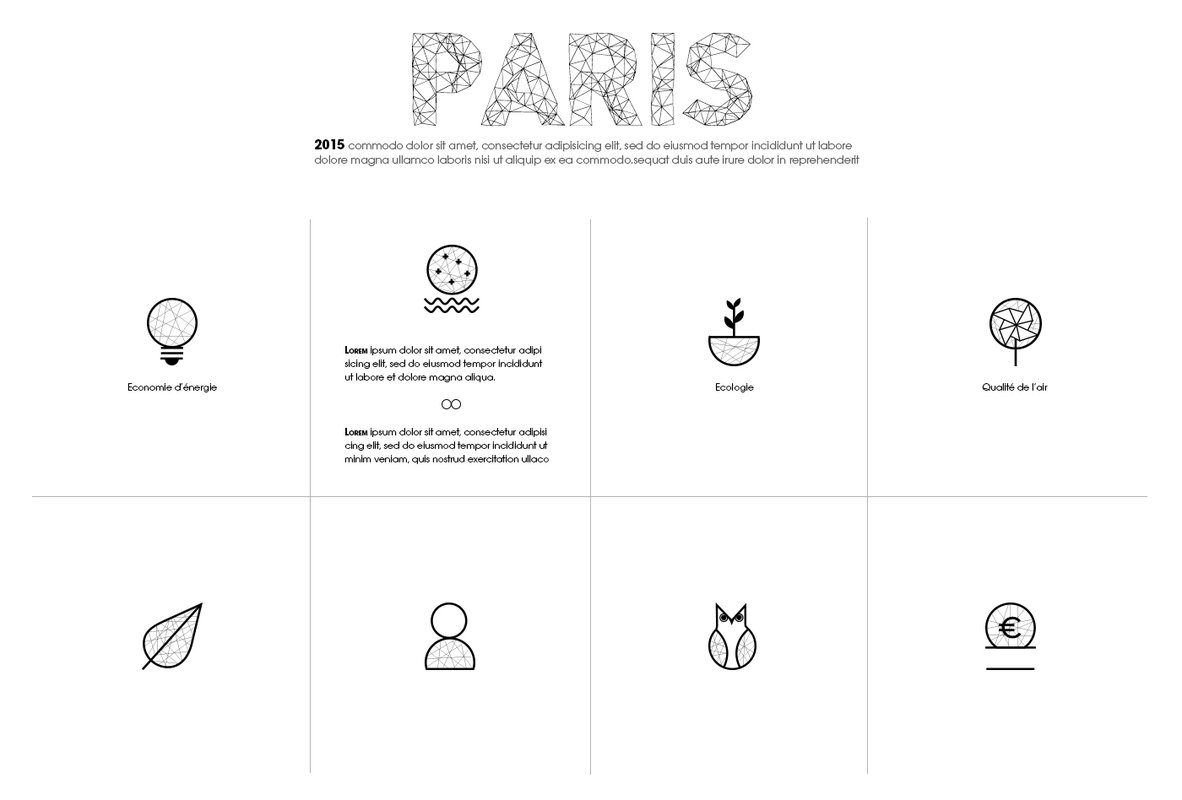 PARIS
2015 commodo dolor sit amet, consectetur adipisicing elit, sed do eiusmod tempor incididunt ut labore
dolore magna ullamco laboris nisi ut aliquip ex ea commodo.sequat duis aute irure dolor in reprehenderit
Economie d'énergie
Lorem ipsum dolor sit amet, consectetur adipi
sicing elit, sed do eiusmod tempor incididunt
ut labore et dolore magna aliqua.
Lorem ipsum dolor sit amet, consectetur adipisi
cing elit, sed do eiusmod tempor incididunt ut
minim veniam, quis nostrud exercitation ullaco
Ecologie
Qualité de l'air
€